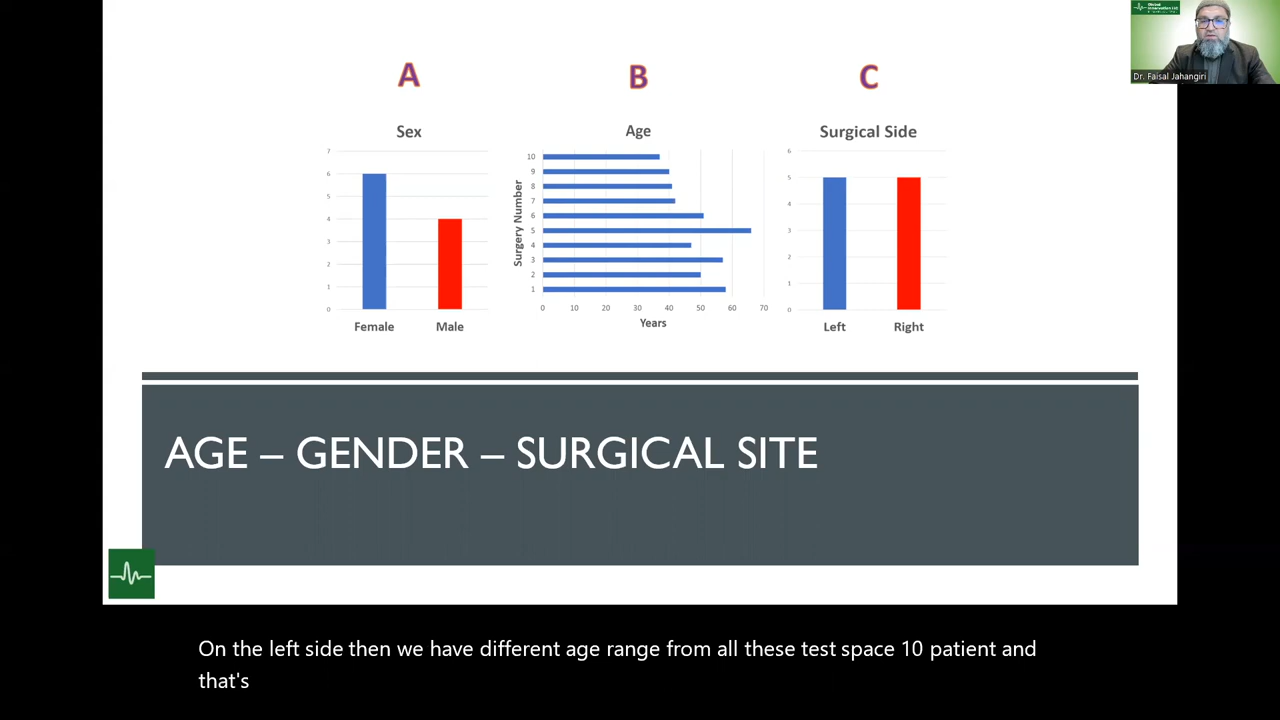 A
B
C
Sex
Age
Surgical Side
7
6
5
4
3
2
1
0
Female
Male
Surgery Number
10
9
8
7
6
5
4
3
2
1
0 10 20 30 40 50 60 70
Years
6
5
4
3
2
1
0
Left
Right
AGE – GENDER – SURGICAL SITE
Dr. Faisal Jahangiri
On the left side then we have different age range from all these test space 10 patient and
that's